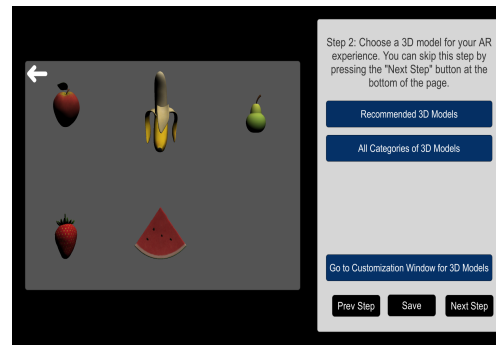 Step 2: Choose a 3D model for your AR
experience. You can skip this step by
pressing the "Next Step" button at the
bottom of the page.
Recommended 3D Models
All Categories of 3D Models
Go to Customization Window for 3D Models
Prev Step
Save
Next Step